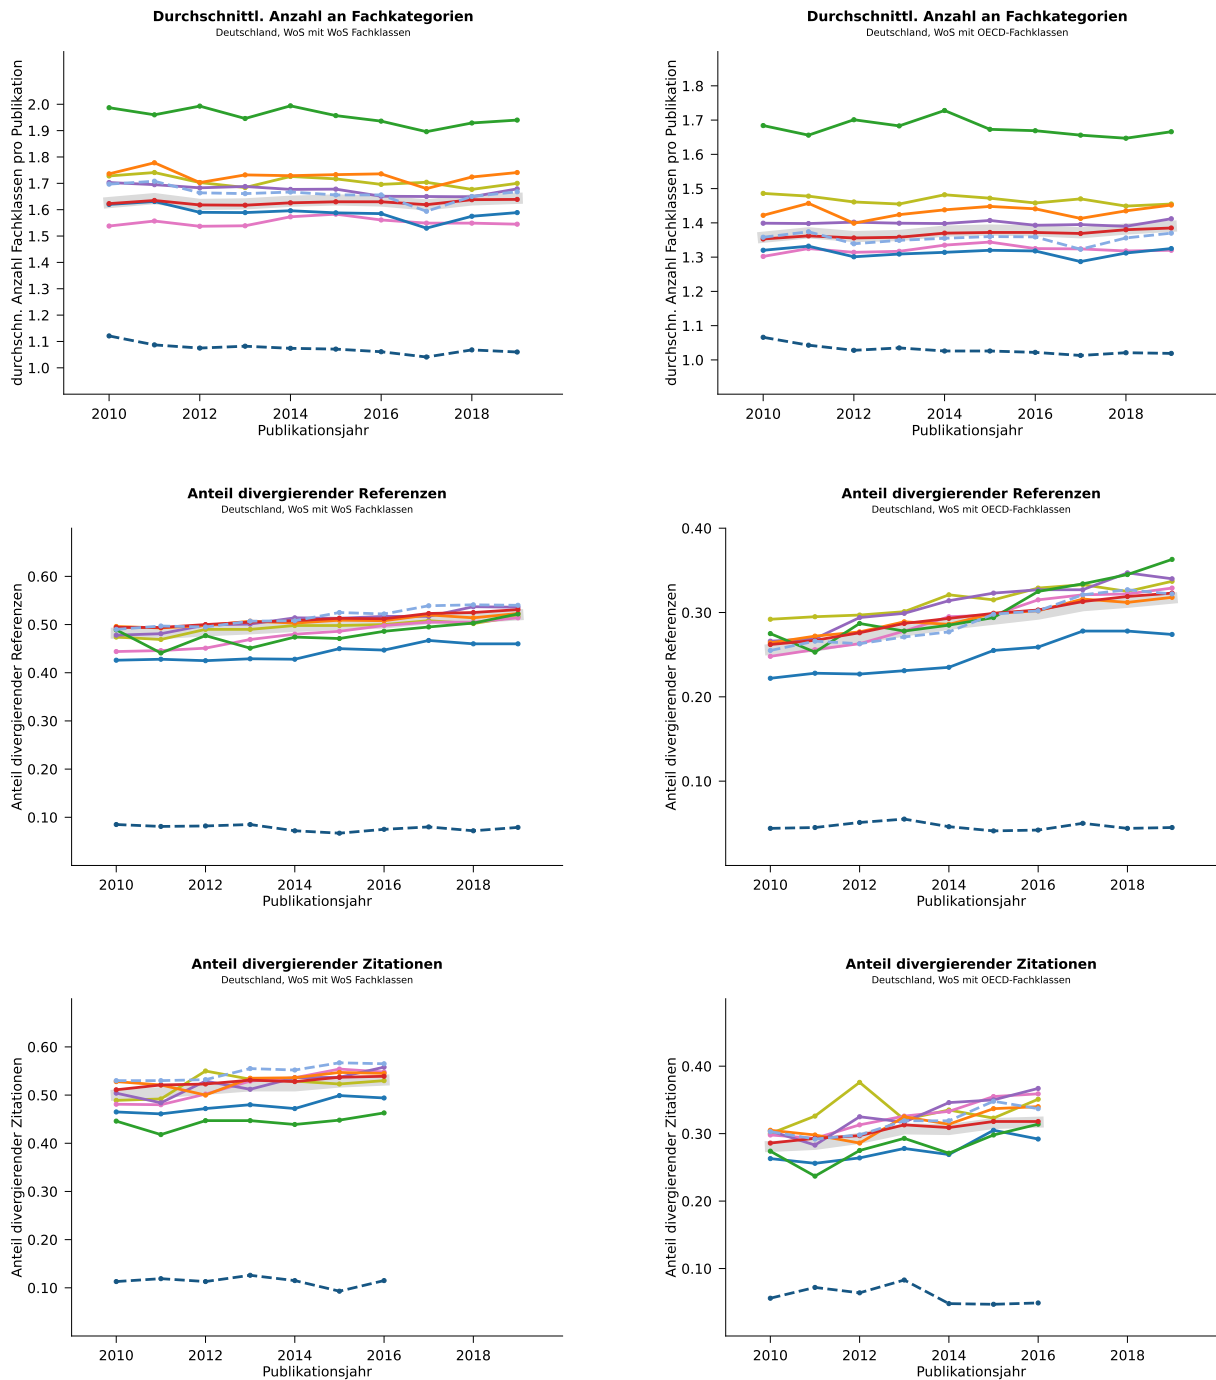 Durchschnittl. Anzahl an Fachkategorien
Deutschland, WoS mit WoS Fachklassen
durchschn. Anzahl Fachklassen pro Publikation
2.0
1.9
1.8
1.7
1.6
1.5
1.4
1.3
1.2
1.1
1.0
2010 2012 2014 2016 2018
Publikationsjahr
Durchschnittl. Anzahl an Fachkategorien
Deutschland, WoS mit OECD-Fachklassen
durchschn. Anzahl Fachklassen pro Publikation
1.8
1.7
1.6
1.5
1.4
1.3
1.2
1.1
1.0
2010 2012 2014 2016 2018
Publikationsjahr
Anteil divergierender Referenzen
Deutschland, WoS mit WoS Fachklassen
Anteil divergierender Referenzen
0.60
0.50
0.40
0.30
0.20
0.10
2010 2012 2014 2016 2018
Publikationsjahr
Anteil divergierender Referenzen
Deutschland, WoS mit OECD-Fachklassen
Anteil divergierender Referenzen
0.40
0.30
0.20
0.10
2010 2012 2014 2016 2018
Publikationsjahr
Anteil divergierender Zitationen
Deutschland, WoS mit WoS Fachklassen
Anteil divergierender Zitationen
0.60
0.50
0.40
0.30
0.20
0.10
2010 2012 2014 2016 2018
Publikationsjahr
Anteil divergierender Zitationen
Deutschland, WoS mit OECD-Fachklassen
Anteil divergierender Zitationen
0.40
0.30
0.20
0.10
2010 2012 2014 2016 2018
Publikationsjahr